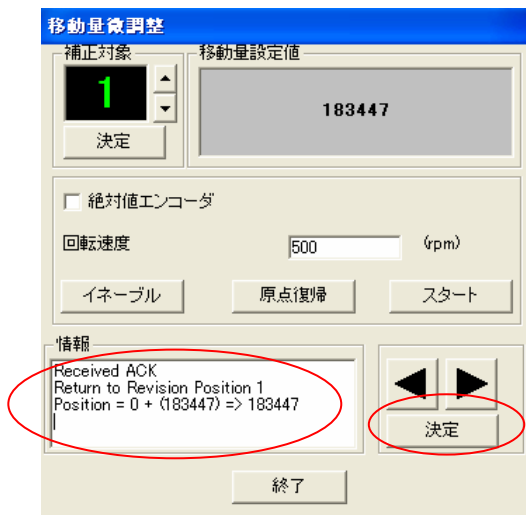 移動量微調整
補正対象
移動量設定値
1
183447
決定
絶対値エンコーダ
回転速度
500
(rpm)
イネーブル
原点復帰
スタート
情報
Received ACK
Return to Revision Position 1
Position = 0 + (183447) => 183447
決定
終了